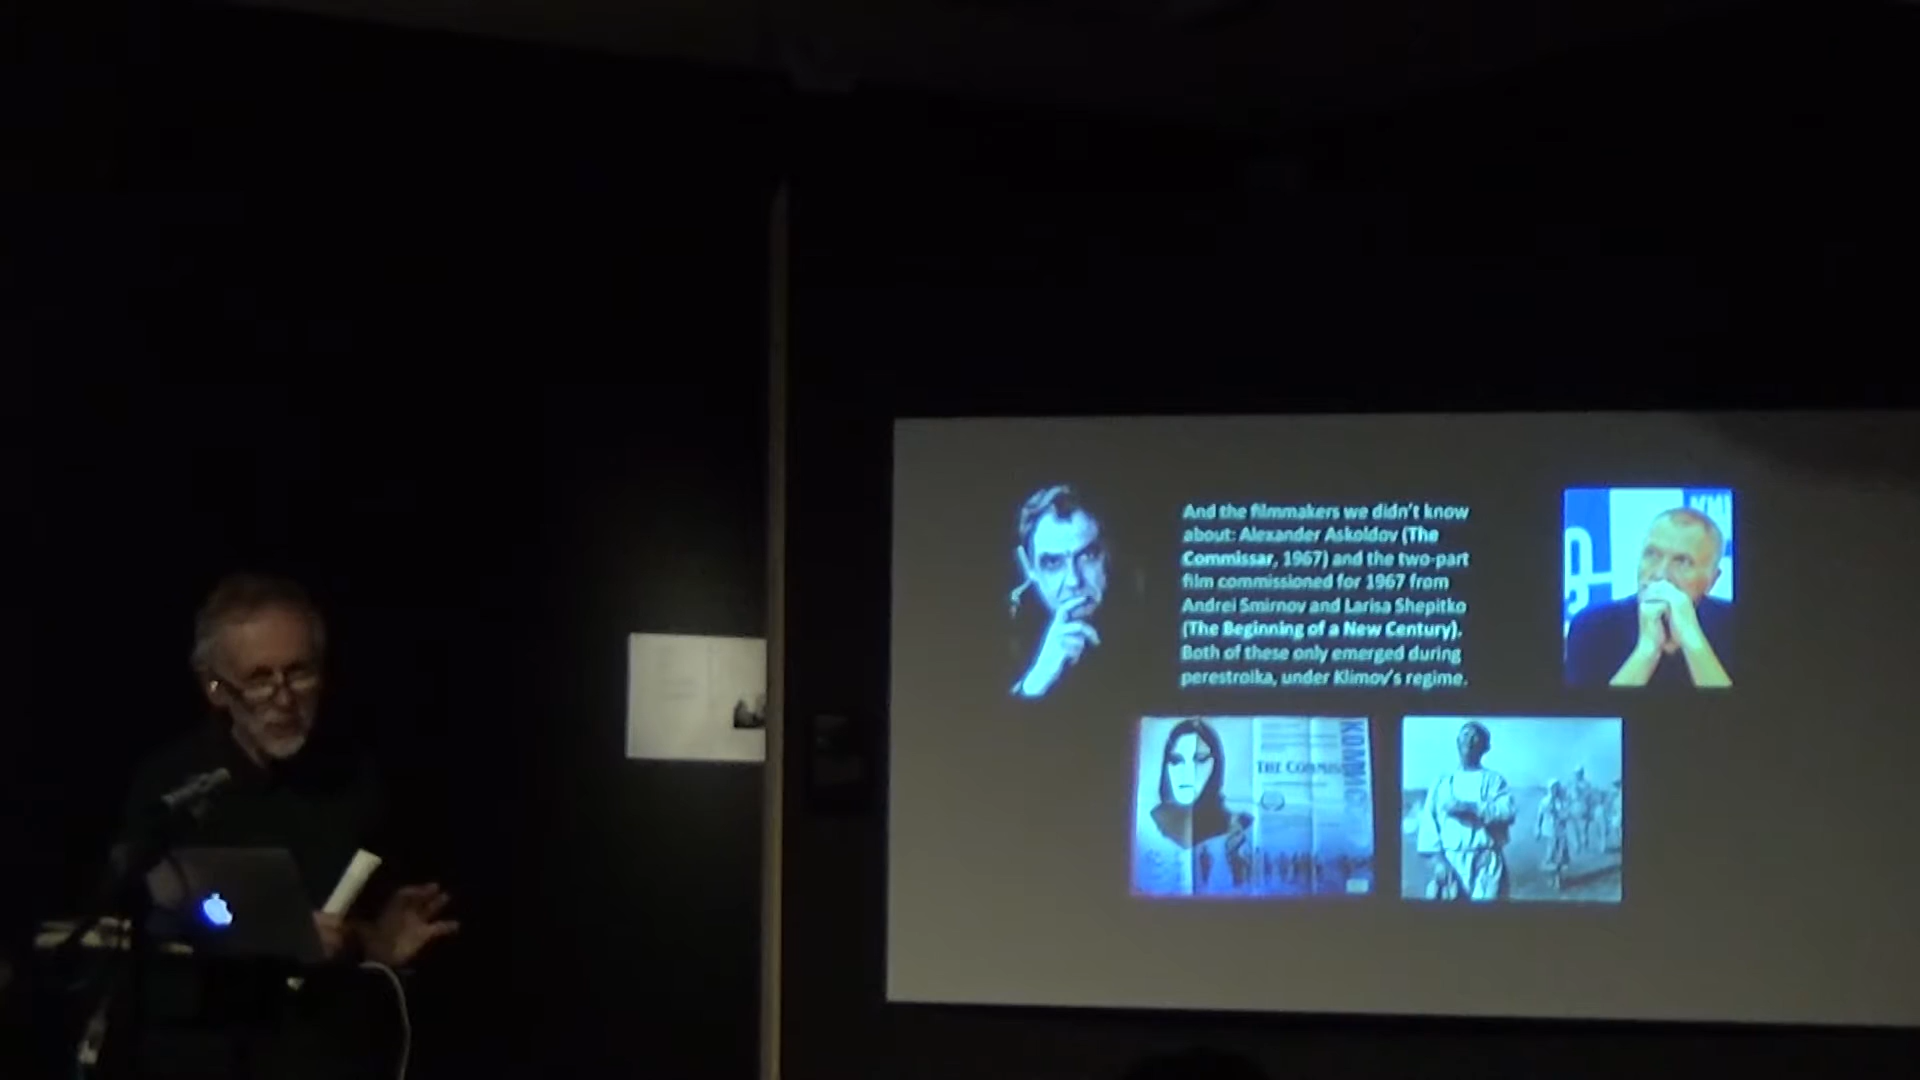 And the filmmakers we didn't know
about: Alexander Askoldov (The
Commissar, 1967) and the two-part
film commissioned for 1967 from
Andrei Smirnov and Larisa Shepitko
(The Beginning of a New Century).
Both of these only emerged during
perestroika, under Klimov's regime.